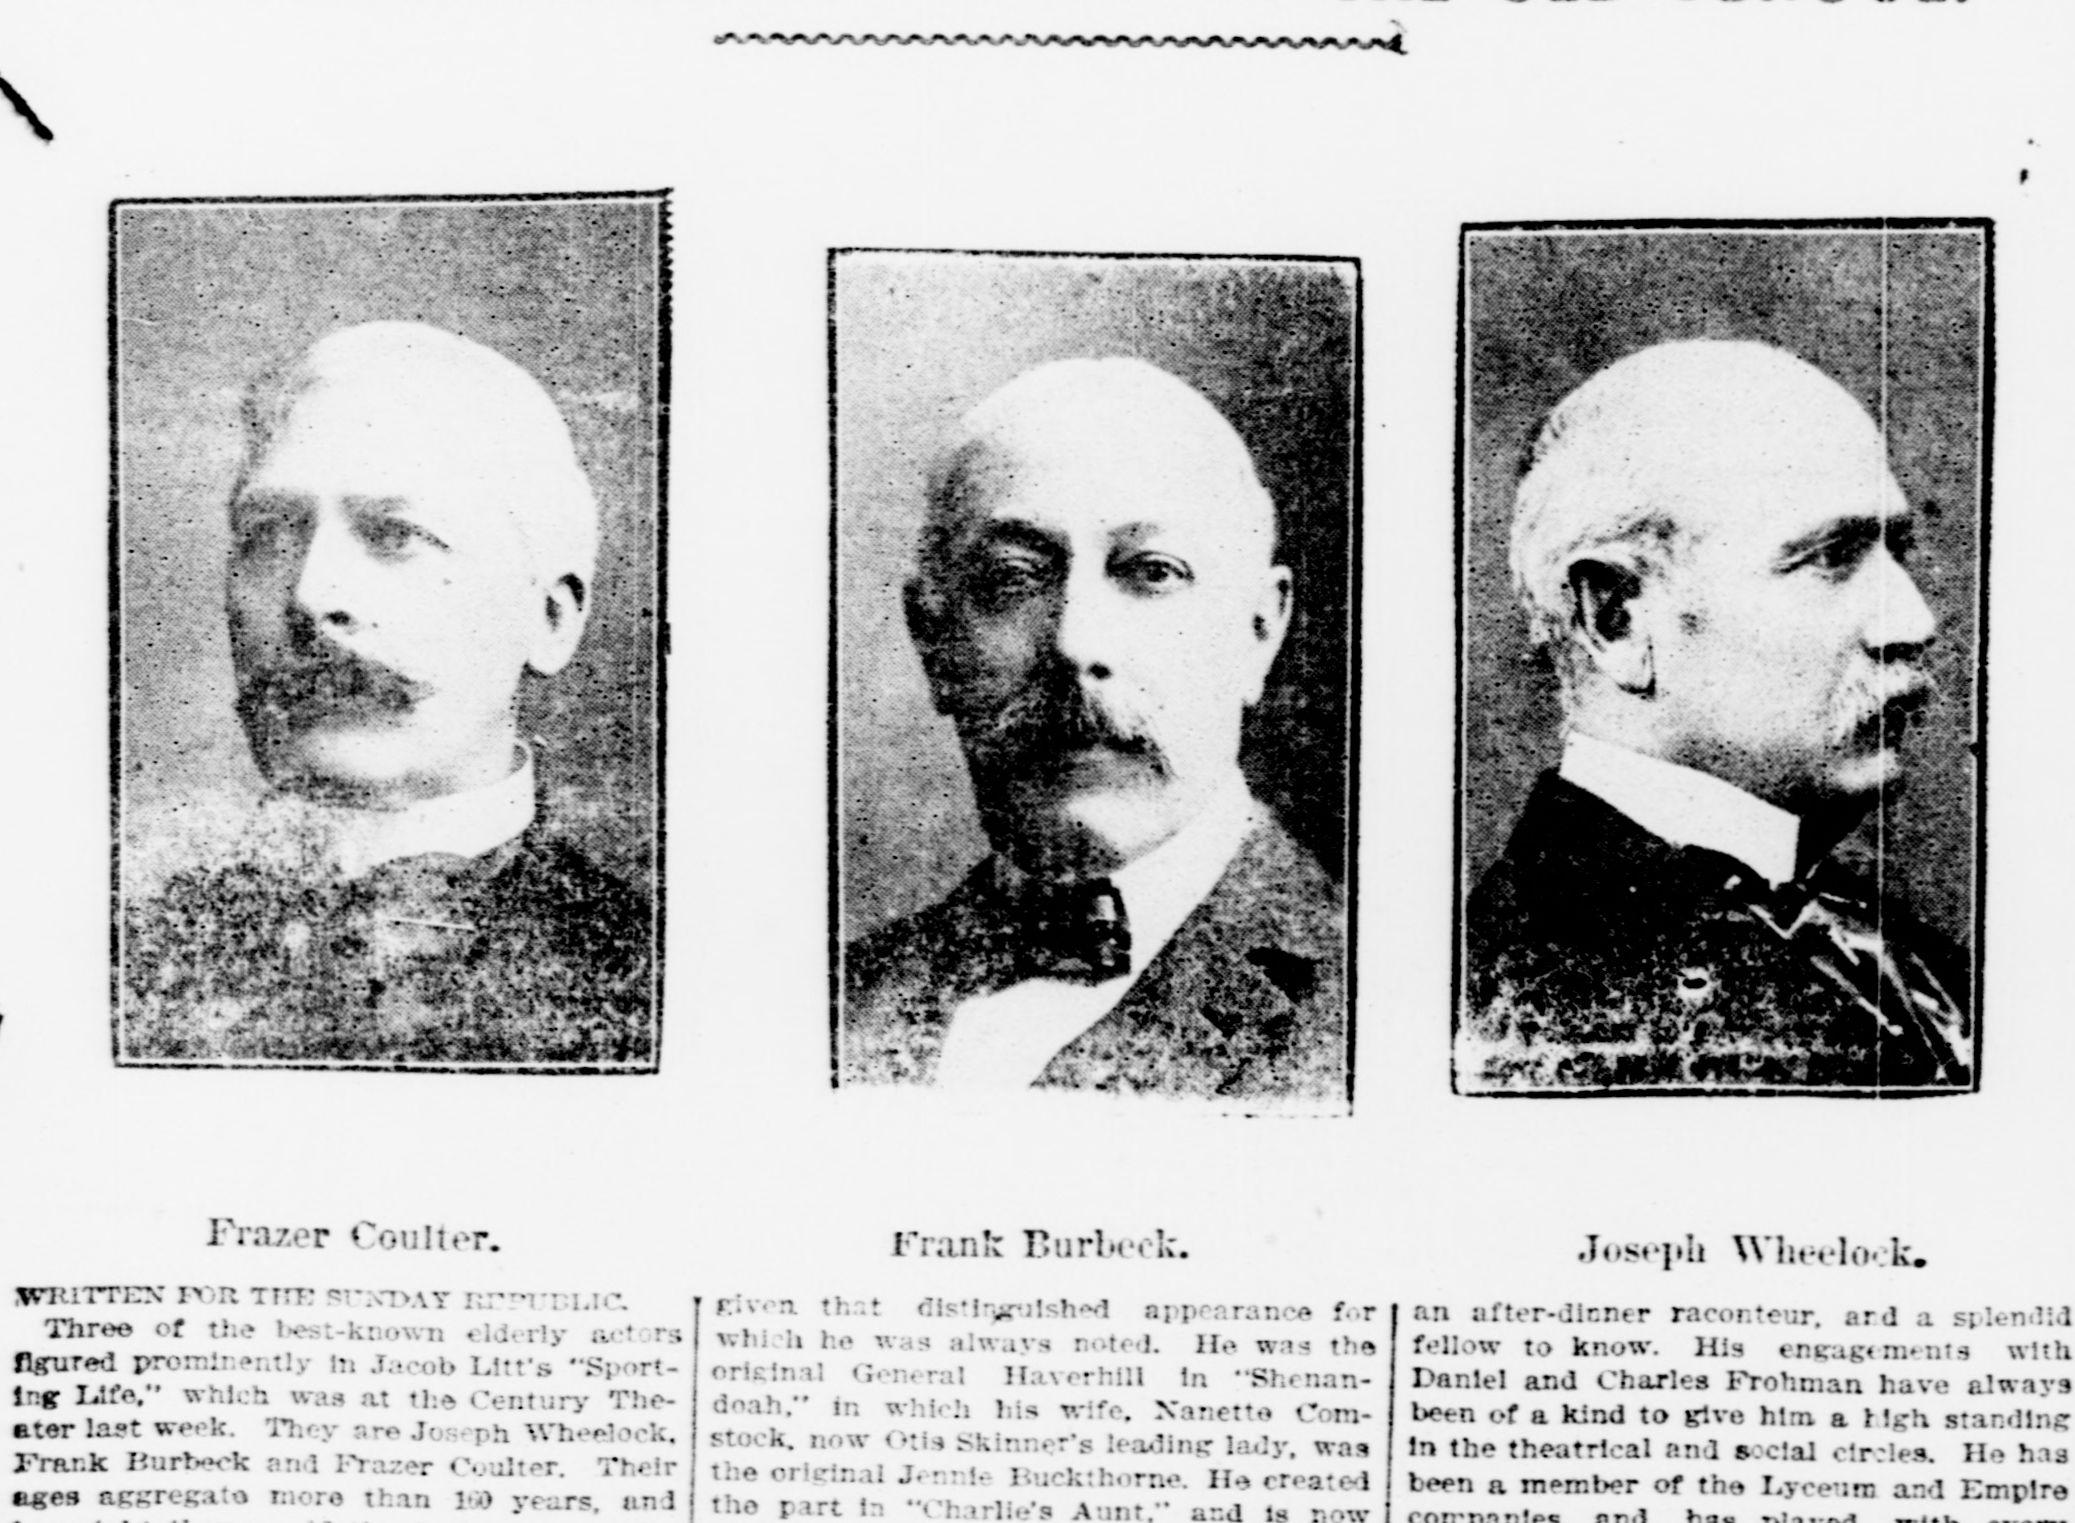 Frazer Coulter.
Frank Burbeck.
Joseph Wheelock.
WRITTEN FOR THE SUNDAY REPUBLIC.
Three of the best-known elderly actors
figured prominently in Jacob Litt's "Sport-
ing Life," which was at the Century The-
ater last week. They are Joseph Wheelock,
Frank Burbeck and Frazer Coulter. Their
ages aggregate more than 160 years, and
given that distinguished appearance for
which he was always noted. He was the
original General Haverhill in "Shenan-
doah," in which his wife, Nanette Com-
stock, now Otis Skinner's leading lady, was
the original Jennie Buckthorne. He created
the part in "Charlie's Aunt," and is now
an after-dinner raconteur, and a splendid
fellow to know. His engagements with
Daniel and Charles Frohman have always
been of a kind to give him a high standing
in the theatrical and social circles. He has
been a member of the Lyceum and Empire
companies and has played with every